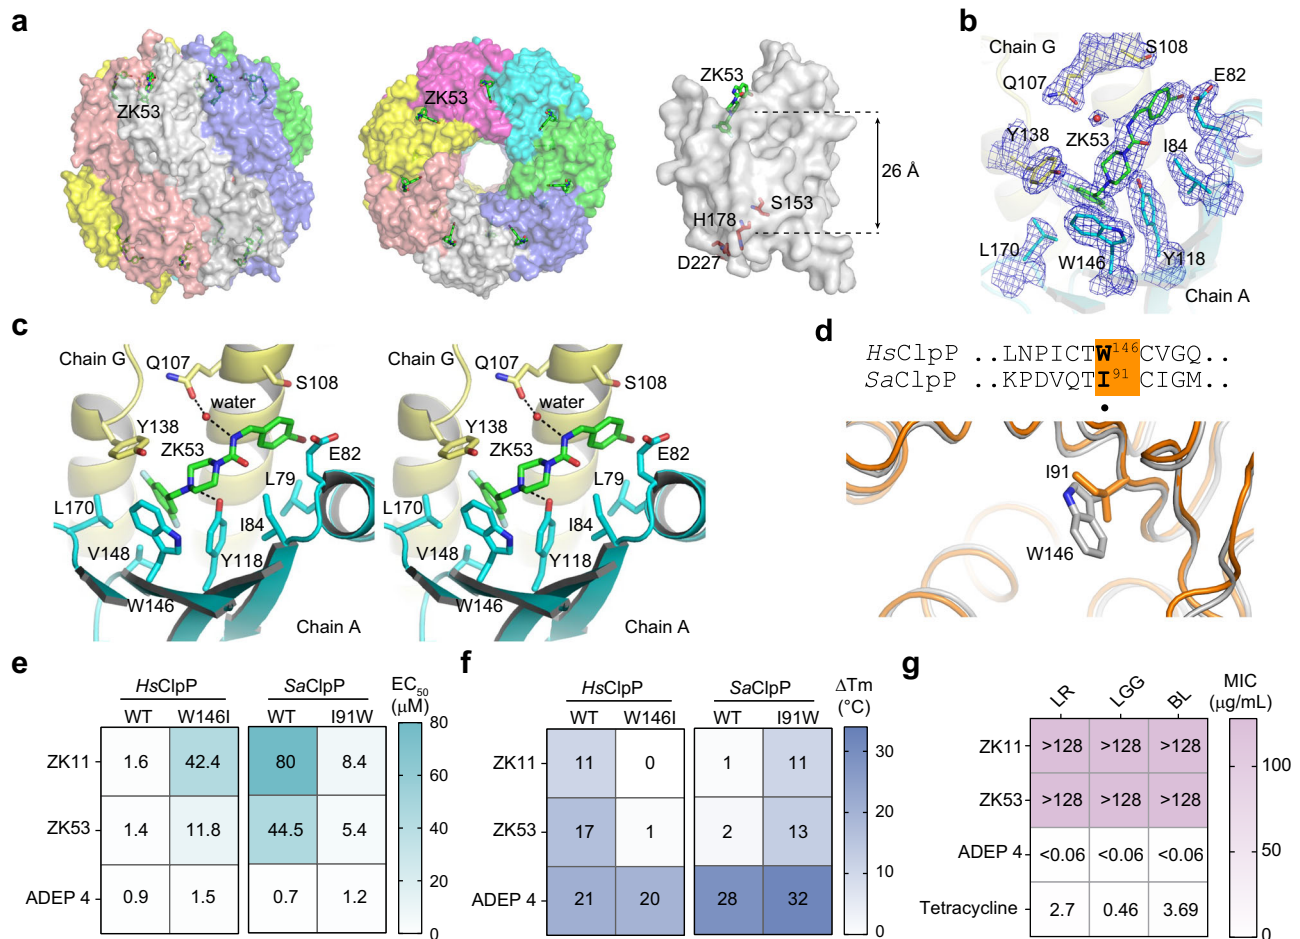 a
ZK53
ZK53
ZK53
26 Å
S153
H178
D227
b
Chain G
S108
Q107
E82
Y138
ZK53
I84
L170
W146
Y118
Chain A
c
Chain G
Q107
S108
water
Y138
ZK53
E82
L79
L170
I84
V148
Y118
W146
Chain G
Q107
S108
water
Y138
ZK53
E82
L79
L170
I84
V148
Y118
W146
Chain A
d
HsClpP ..LNPICTW146CVGQ..
SaClpP ..KPDVQTI91CIGM..
I91
W146
e
HsClpP SaClpP EC50 (μM)
WT W146I WT I91W
ZK11 1.6 42.4 80 8.4
ZK53 1.4 11.8 44.5 5.4
ADEP 4 0.9 1.5 0.7 1.2
80
60
40
20
0
f
HsClpP SaClpP ΔTm (°C)
WT W146I WT I91W
ZK11 11 0 1 11
ZK53 17 1 2 13
ADEP 4 21 20 28 32
30
20
10
0
g
LR LGG BL MIC (μg/mL)
ZK11 >128 >128 >128
ZK53 >128 >128 >128
ADEP 4 <0.06 <0.06 <0.06
Tetracycline 2.7 0.46 3.69
100
50
0